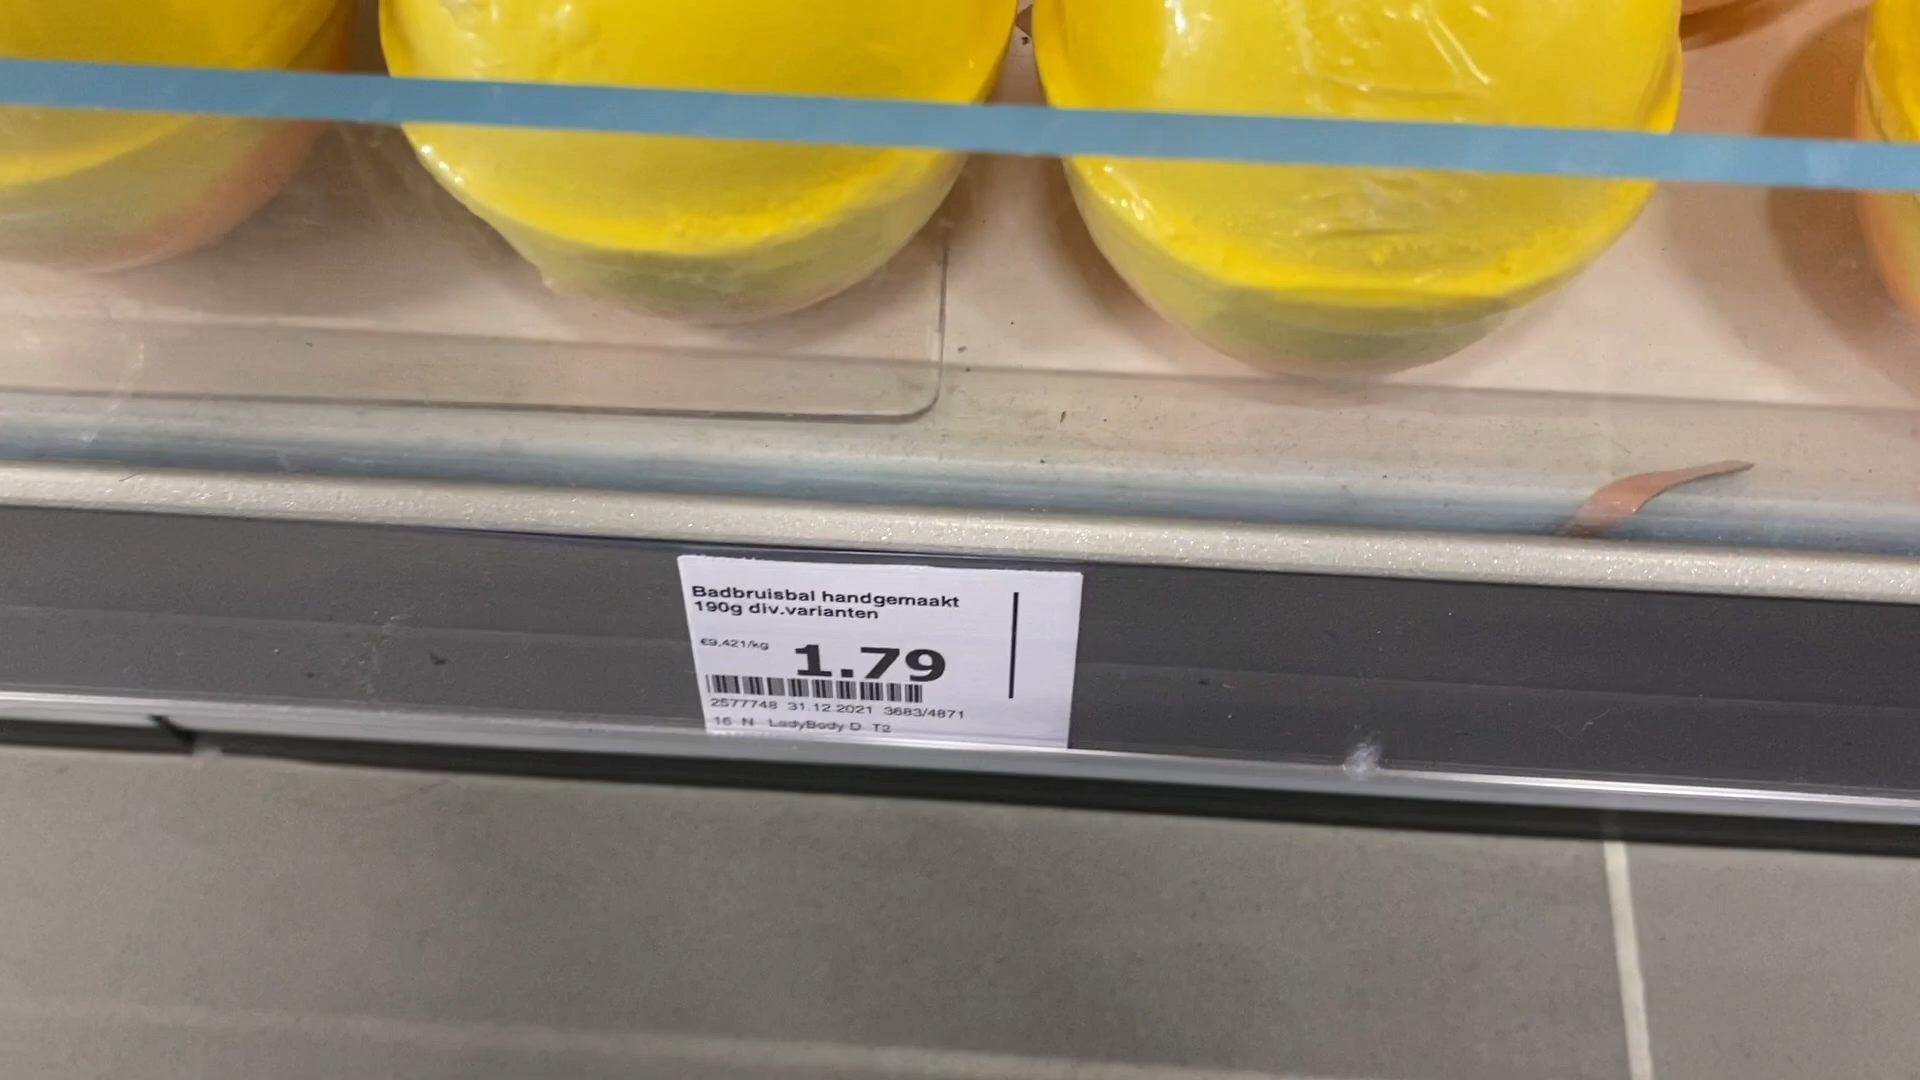 Badbruisbal handgemaakt
190g div.varianten
€9,421/kg
1.79
2577748 31.12.2021 3683/4871
16 N LadyBody D T2